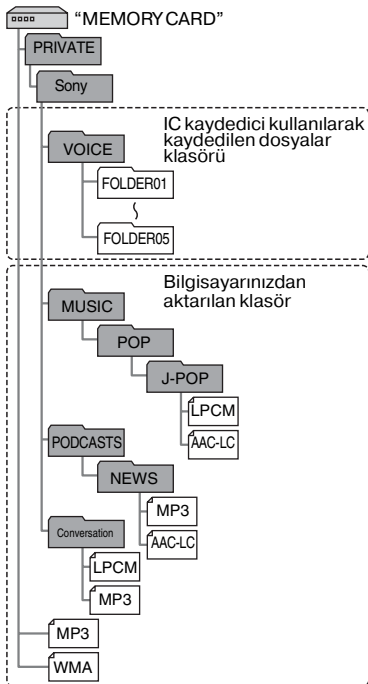 “MEMORY CARD”
PRIVATE
Sony
IC kaydedici kullanılarak
kaydedilen dosyalar
klasörü
VOICE
FOLDER01
FOLDER05
Bilgisayarınızdan
aktarılan klasör
MUSIC
POP
J-POP
LPCM
AAC-LC
PODCASTS
NEWS
MP3
AAC-LC
Conversation
LPCM
MP3
MP3
WMA